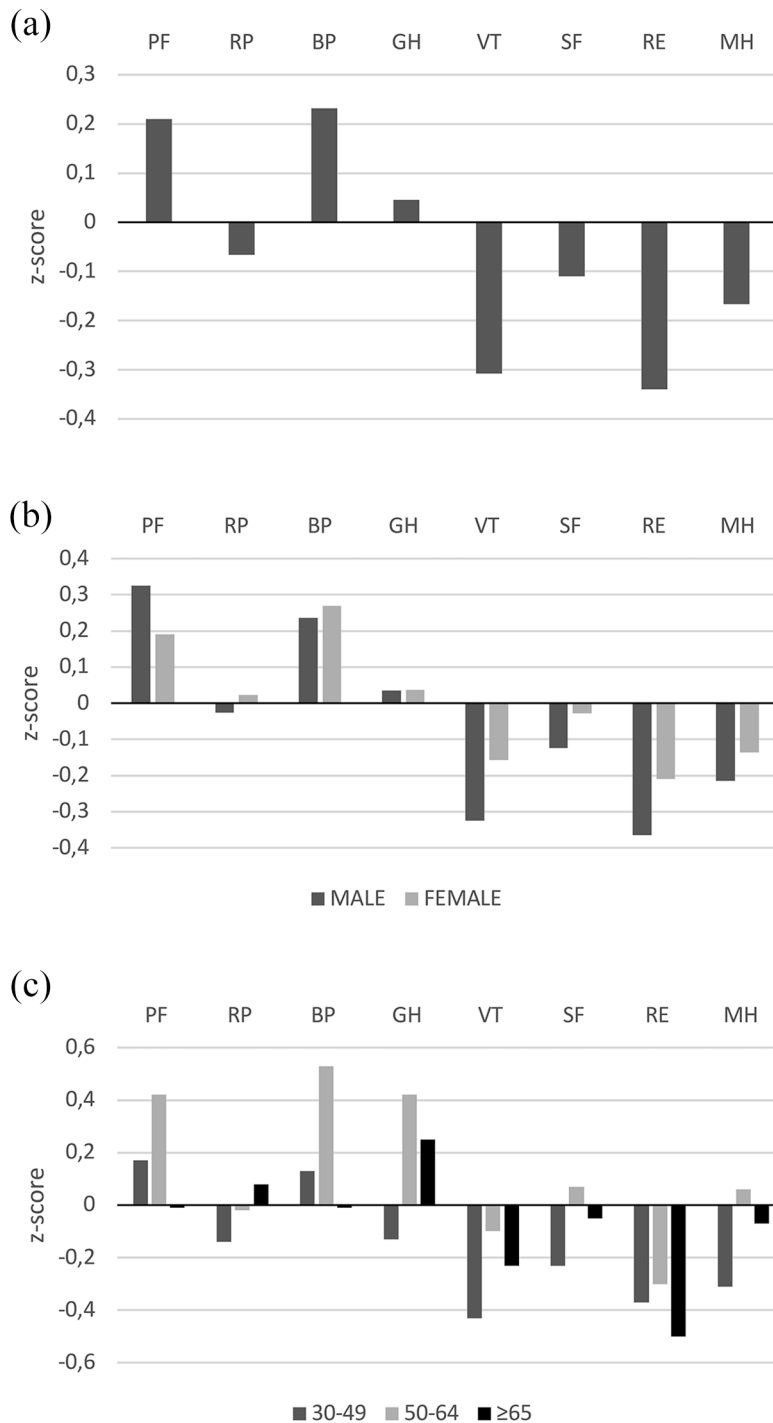 (a)
PF RP BP GH VT SF RE MH
0,3
0,2
0,1
0
-0,1
-0,2
-0,3
-0,4
z-score
(b)
PF RP BP GH VT SF RE MH
0,4
0,3
0,2
0,1
0
-0,1
-0,2
-0,3
-0,4
z-score
MALE FEMALE
(c)
PF RP BP GH VT SF RE MH
0,6
0,4
0,2
0
-0,2
-0,4
-0,6
z-score
30-49 50-64 ≥65